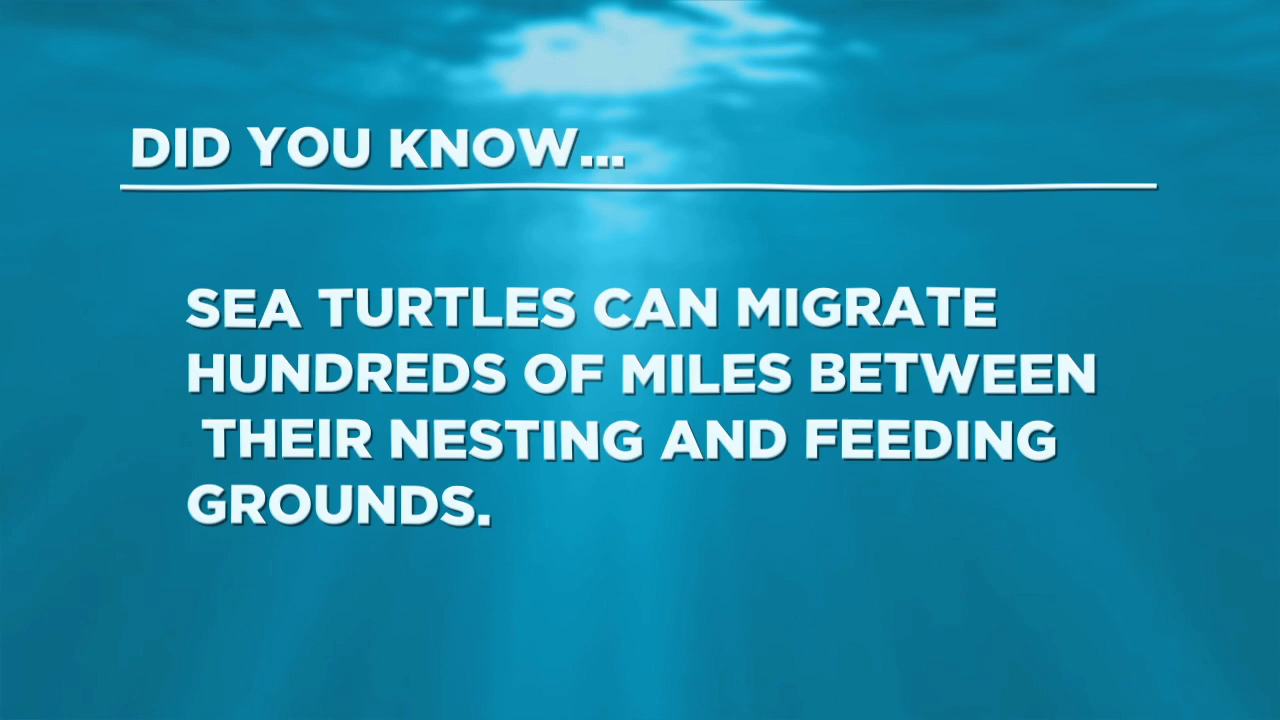 DID YOU KNOW...
SEA TURTLES CAN MIGRATE
HUNDREDS OF MILES BETWEEN
THEIR NESTING AND FEEDING
GROUNDS.